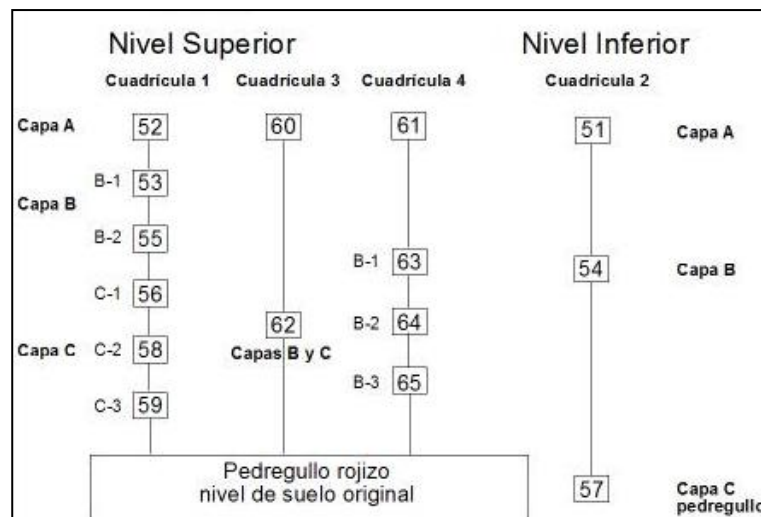 Nivel Superior Nivel Inferior
Cuadrícula 1 Cuadrícula 3 Cuadrícula 4 Cuadrícula 2
Capa A 52 60 61 51 Capa A
B-1 53
Capa B
B-2 55
B-1 63 54 Capa B
C-1 56
62 B-2 64
Capa C C-2 58 Capas B y C
B-3 65
C-3 59
Pedregullo rojizo
nivel de suelo original
57 Capa C
pedregullo